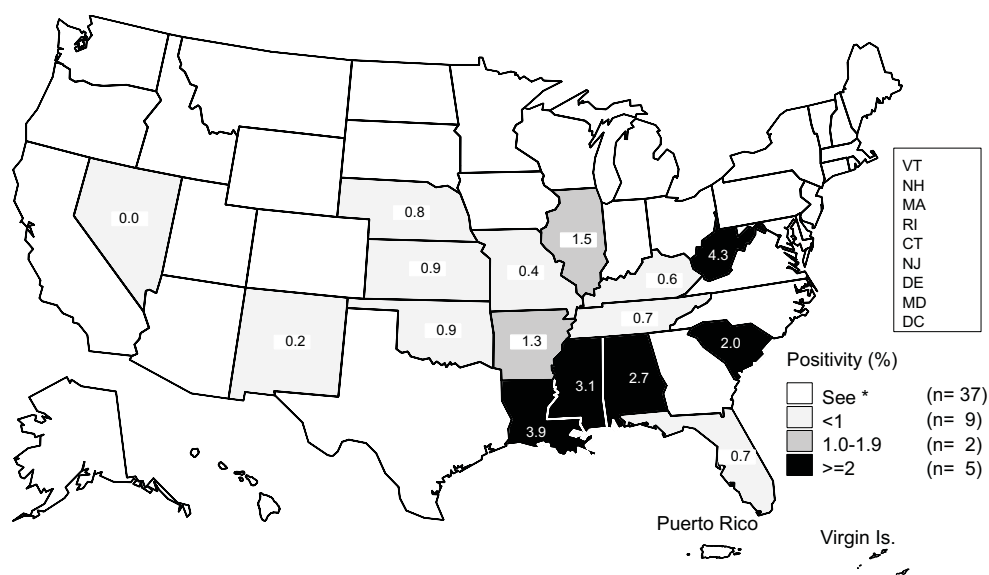 VT
NH
MA
RI
CT
NJ
DE
MD
DC
0.0
0.8
1.5
4.3
0.9
0.4
0.6
0.2
0.9
1.3
0.7
2.0
3.1
2.7
3.9
0.7
Positivity (%)
See * (n= 37)
<1 (n= 9)
1.0-1.9 (n= 2)
>=2 (n= 5)
Puerto Rico
Virgin Is.